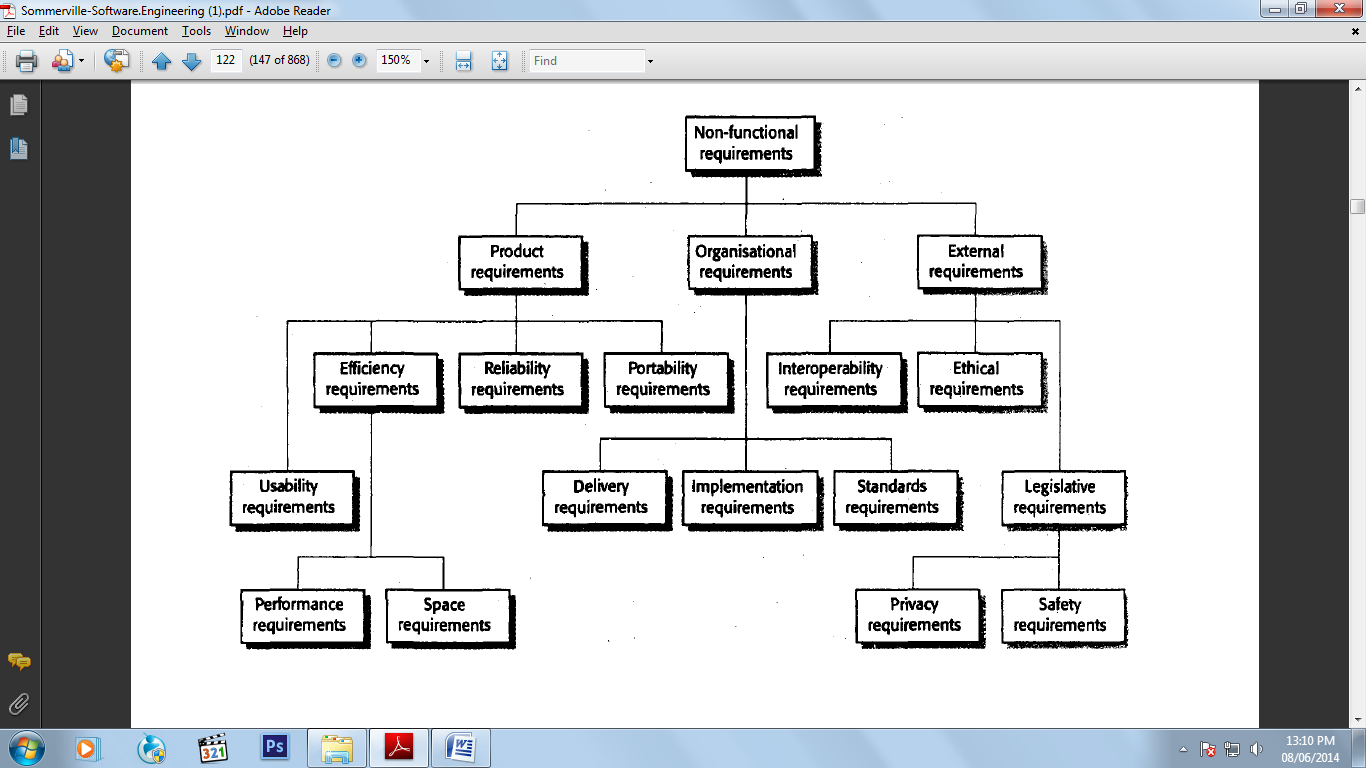 Sommerville-Software.Engineering (1).pdf - Adobe Reader
File Edit View Document Tools Window Help
122 (147 of 868) 150% Find
Non-functional
requirements
Product
requirements
Organisational
requirements
External
requirements
Efficiency
requirements
Reliability
requirements
Portability
requirements
Interoperability
requirements
Ethical
requirements
Usability
requirements
Delivery
requirements
Implementation
requirements
Standards
requirements
Legislative
requirements
Performance
requirements
Space
requirements
Privacy
requirements
Safety
requirements
321
Ps
W
13:10 PM
08/06/2014